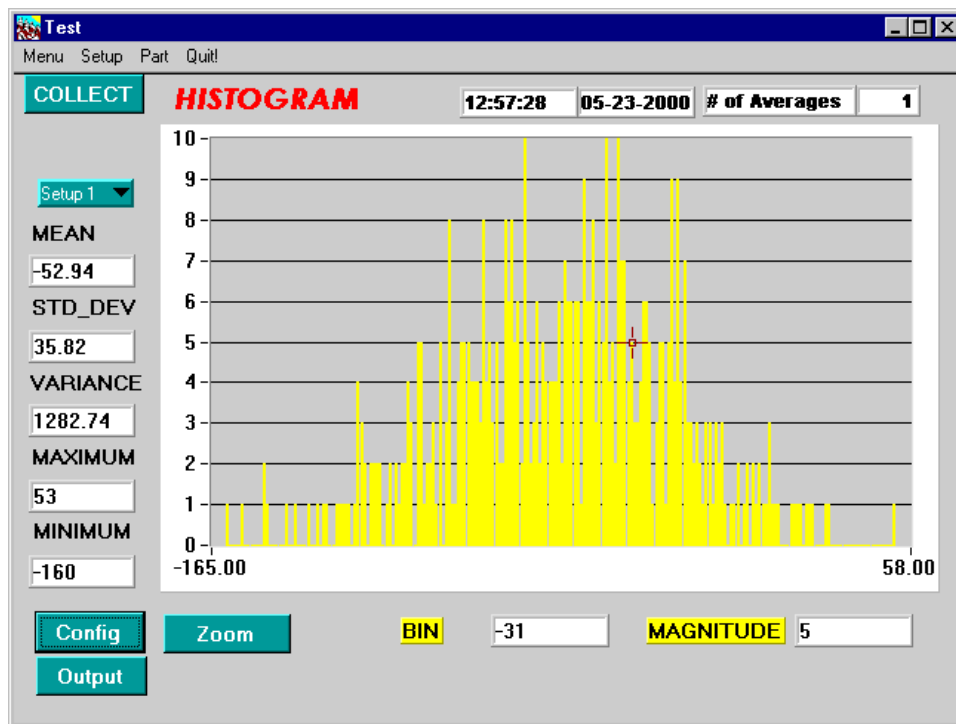 Test
Menu Setup Part Quit!
COLLECT
HISTOGRAM
12:57:28 05-23-2000 # of Averages 1
Setup 1
MEAN
-52.94
STD_DEV
35.82
VARIANCE
1282.74
MAXIMUM
53
MINIMUM
-160
10
9
8
7
6
5
4
3
2
1
0
-165.00 58.00
Config Zoom BIN -31 MAGNITUDE 5
Output